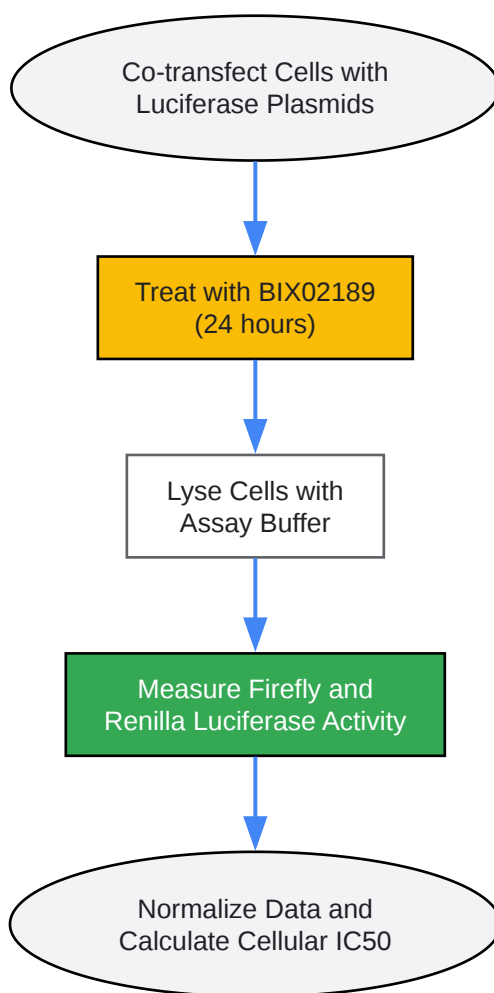 Co-transfect Cells with
Luciferase Plasmids
Treat with BIX02189
(24 hours)
Lyse Cells with
Assay Buffer
Measure Firefly and
Renilla Luciferase Activity
Normalize Data and
Calculate Cellular IC50